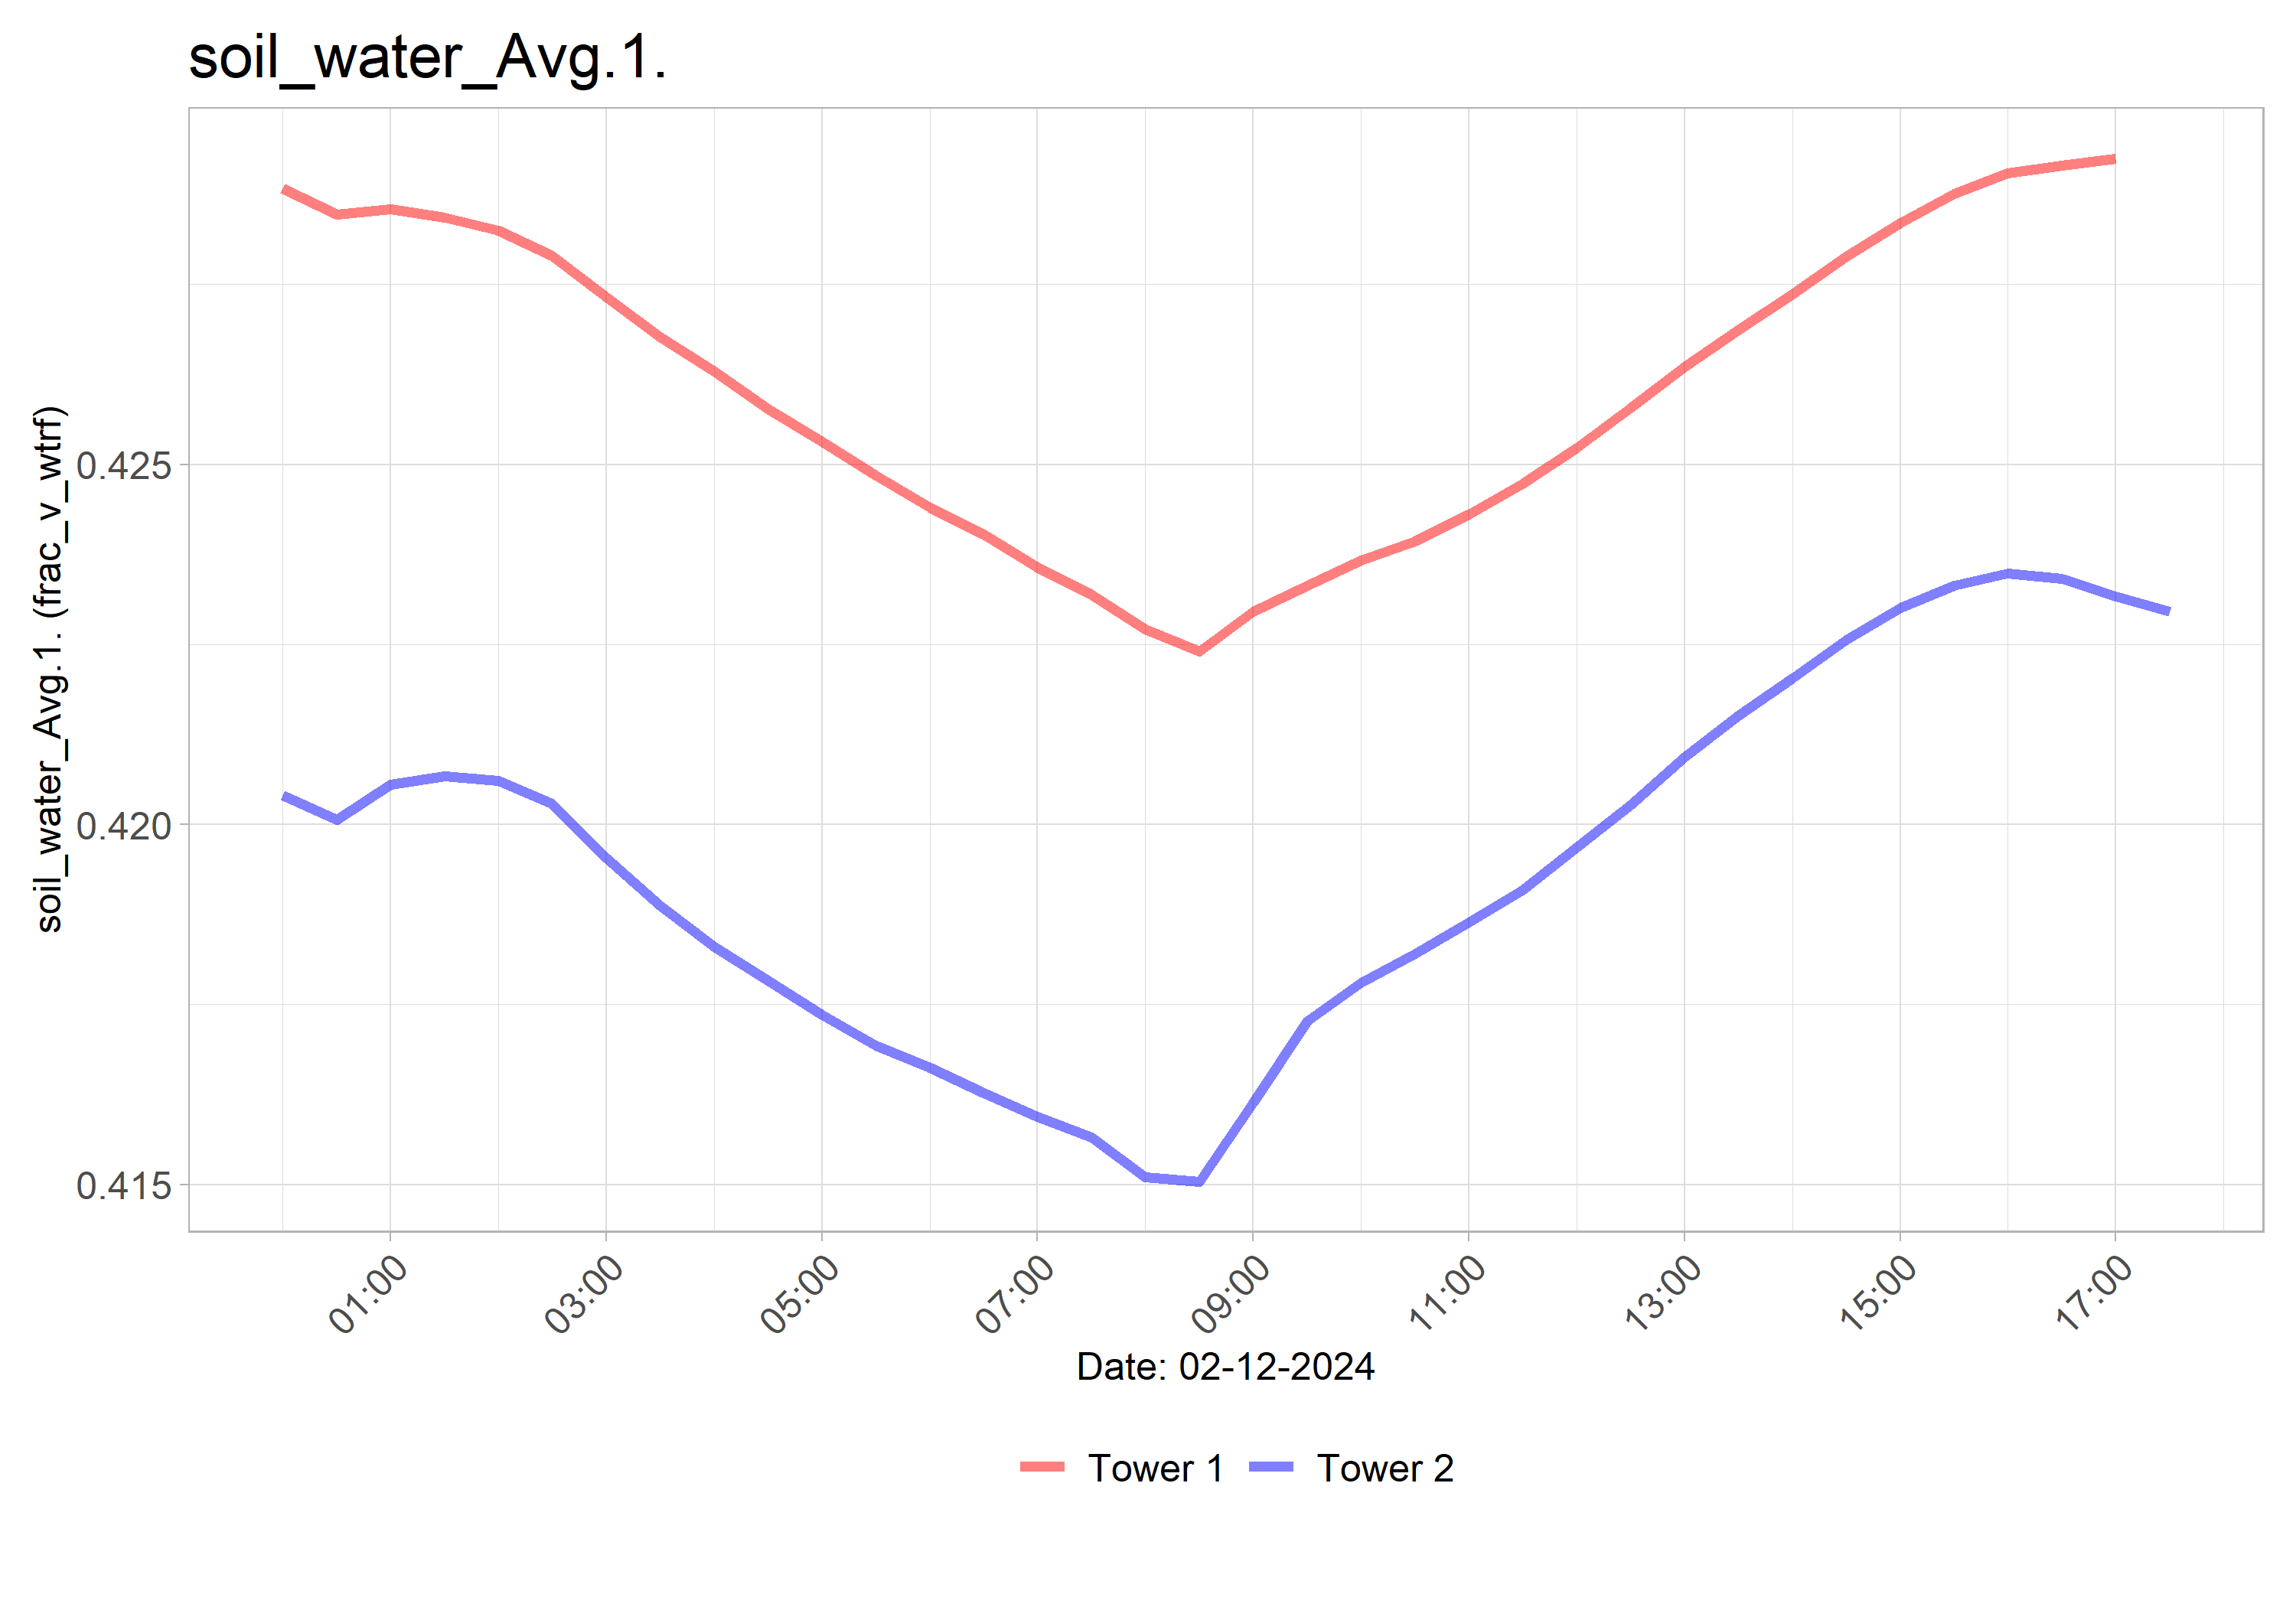 soil_water_Avg.1.
soil_water_Avg.1. (frac_v_wtrf)
0.425
0.420
0.415
01:00
03:00
05:00
07:00
09:00
11:00
13:00
15:00
17:00
Date: 02-12-2024
Tower 1
Tower 2